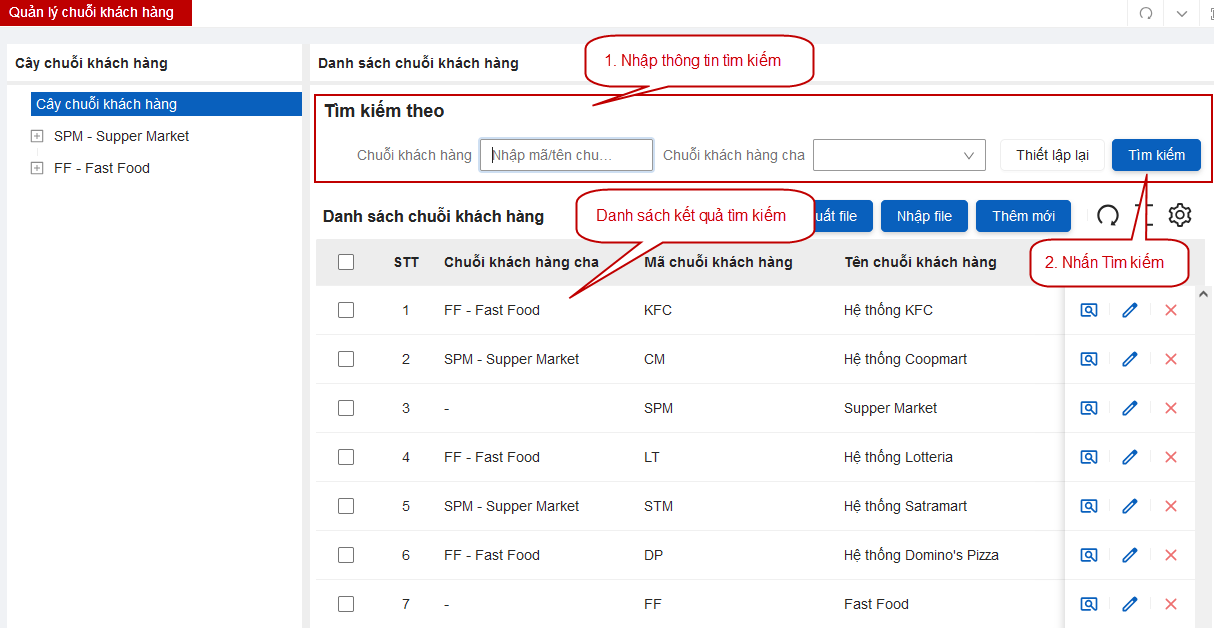 Quản lý chuỗi khách hàng
Cây chuỗi khách hàng
Cây chuỗi khách hàng
SPM - Supper Market
FF - Fast Food
Danh sách chuỗi khách hàng
1. Nhập thông tin tìm kiếm
Tìm kiếm theo
Chuỗi khách hàng Nhập mã/tên chu... Chuỗi khách hàng cha Thiết lập lại Tìm kiếm
Danh sách chuỗi khách hàng Danh sách kết quả tìm kiếm file Nhập file Thêm mới
STT Chuỗi khách hàng cha Mã chuỗi khách hàng Tên chuỗi khách hàng 2. Nhấn Tìm kiếm
1 FF - Fast Food KFC Hệ thống KFC
2 SPM - Supper Market CM Hệ thống Coopmart
3 - SPM Supper Market
4 FF - Fast Food LT Hệ thống Lotteria
5 SPM - Supper Market STM Hệ thống Satramart
6 FF - Fast Food DP Hệ thống Domino's Pizza
7 - FF Fast Food